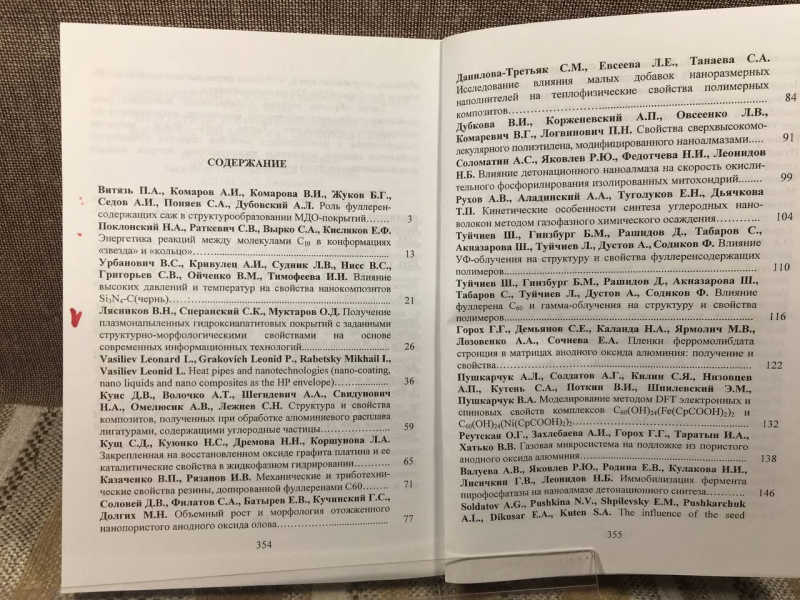 СОДЕРЖАНИЕ
Витязь П.А., Комаров А.И., Комарова В.И., Жуков Б.Г.,
Седов А.И., Поняев С.А., Дубовский А.Л. Роль фуллерен-
содержащих саж в структурообразовании МДО-покрытий....... 3
Поклонский Н.А., Раткевич С.В., Вырко С.А., Кисляков Е.Ф.
Энергетика реакций между молекулами C₁₀ в конформациях
«звезда» и «кольцо»........ 13
Урбанович В.С., Кривулец А.И., Судник Л.В., Нисс В.С.,
Григорьев С.В., Ойченко В.М., Тимофеева И.И. Влияние
высоких давлений и температур на свойства нанокомпозитов
Si₃N₄–C(чернь)........ 21
Лясников В.Н., Сперанский С.К., Муктаров О.Д. Получение
плазмонапыленных гидроксиапатитовых покрытий с заданными
структурно-морфологическими свойствами на основе
современных информационных технологий........ 26
Vasiliev Leonard L., Grakovich Leonid P., Rabetsky Mikhail I.,
Vasiliev Leonid L. Heat pipes and nanotechnologies (nano-coating,
nano liquids and nano composites as the HP envelope)........ 36
Куис Д.В., Волочко А.Т., Шегидевич А.А., Свидунович
Н.А., Омелюсик А.В., Лежнев С.Н. Структура и свойства
композитов, полученных при обработке алюминиевого расплава
лигатурами, содержащими углеродные частицы........ 59
Кущ С.Д., Куюнко Н.С., Дремова Н.Н., Коршунова Л.А.
Закрепленная на восстановленном оксиде графита платина и ее
каталитические свойства в жидкофазном гидрировании........ 65
Казаченко В.П., Рязанов И.В. Механические и триботехни-
ческие свойства резины, допированной фуллеренами С60........ 71
Соловей Д.В., Филатов С.А., Батырев Е.В., Кучинский Г.С.,
Долгих М.Н. Объемный рост и морфология отожженного
нанопористого анодного оксида олова........ 77
354
Данилова-Третьяк С.М., Евсеева Л.Е., Танаева С.А.
Исследование влияния малых добавок наноразмерных
наполнителей на теплофизические свойства полимерных
композитов........ 84
Дубкова В.И., Корженевский А.П., Овсеенко Л.В.,
Комаревич В.Г., Логвинович П.Н. Свойства сверхвысокомо-
лекулярного полиэтилена, модифицированного наноалмазами.. 91
Соломатин А.С., Яковлев Р.Ю., Федотчева Н.И., Леонидов
Н.Б. Влияние детонационного наноалмаза на скорость окисли-
тельного фосфорилирования изолированных митохондрий........ 99
Рухов А.В., Аладинский А.А., Туголуков Е.Н., Дьячкова
Т.П. Кинетические особенности синтеза углеродных нано-
волокон методом газофазного химического осаждения........ 104
Туйчиев Ш., Гинзбург Б.М., Рашидов Д., Табаров С.,
Акназарова Ш., Туйчиев Л., Дустов А., Содиков Ф. Влияние
УФ-облучения на структуру и свойства фуллеренсодержащих
полимеров........ 110
Туйчиев Ш., Гинзбург Б.М., Рашидов Д., Акназарова Ш.,
Табаров С., Туйчиев Л., Дустов А., Содиков Ф. Влияние
фуллерена C₆₀ и гамма-облучения на структуру и свойства
полимеров........ 116
Горох Г.Г., Демьянов С.Е., Каланда Н.А., Ярмолич М.В.,
Лозовенко А.А., Сочнева Е.А. Пленки ферромолибдата
стронция в матрицах анодного оксида алюминия: получение и
свойства........ 122
Пушкарчук А.Л., Солдатов А.Г., Килин С.Я., Низовцев
А.П., Кутень С.А., Поткин В.И., Шпилевский Э.М.,
Пушкарчук В.А. Моделирование методом DFT электронных и
спиновых свойств комплексов C₆₀(OH)₂₄(Fe(CpCOOH)₂)₂ и
C₆₀(OH)₂₄(Ni(CpCOOH)₂)₂........ 132
Реутская О.Г., Захлебаева А.И., Горох Г.Г., Таратын И.А.,
Хатько В.В. Газовая микросистема на подложке из пористого
анодного оксида алюминия........ 138
Валуева А.В., Яковлев Р.Ю., Родина Е.В., Кулакова И.И.,
Лисичкин Г.В., Леонидов Н.Б. Иммобилизация фермента
пирофосфатазы на наноалмазе детонационного синтеза........ 146
Soldatov A.G., Pushkina N.V., Shpilevsky E.M., Pushkarchuk
A.L., Dikusar E.A., Kuten S.A. The influence of the seed
355